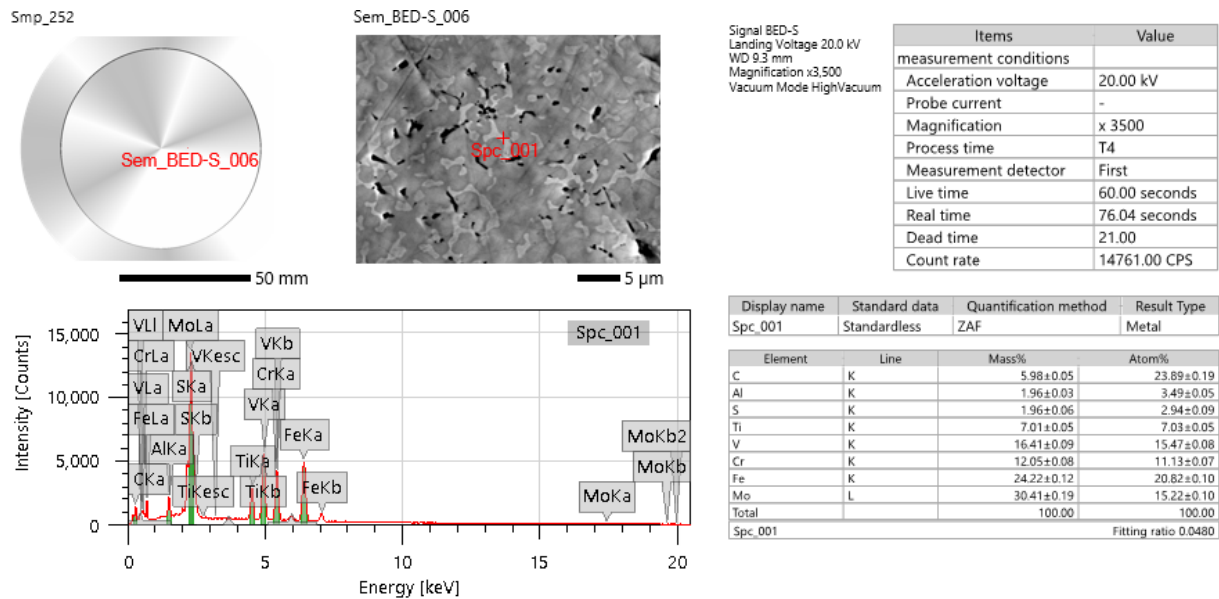 Smp_252
Sem_BED-S_006
50 mm
Sem_BED-S_006
Spc_001
5 µm
Signal BED-S
Landing Voltage 20.0 kV
WD 9.3 mm
Magnification x3,500
Vacuum Mode HighVacuum
Items Value
measurement conditions
Acceleration voltage 20.00 kV
Probe current -
Magnification x 3500
Process time T4
Measurement detector First
Live time 60.00 seconds
Real time 76.04 seconds
Dead time 21.00
Count rate 14761.00 CPS
Intensity [Counts]
15,000
10,000
5,000
0
VLl MoLa
CrLa VKesc
VLa SKa
FeLa SKb
AlKa
CKa TiKesc
VKb
CrKa
VKa
TiKa FeKa
TiKb FeKb
Spc_001
MoKb2
MoKb
MoKa
0 5 10 15 20
Energy [keV]
Display name Standard data Quantification method Result Type
Spc_001 Standardless ZAF Metal
Element Line Mass% Atom%
C K 5.98±0.05 23.89±0.19
Al K 1.96±0.03 3.49±0.05
S K 1.96±0.06 2.94±0.09
Ti K 7.01±0.05 7.03±0.05
V K 16.41±0.09 15.47±0.08
Cr K 12.05±0.08 11.13±0.07
Fe K 24.22±0.12 20.82±0.10
Mo L 30.41±0.19 15.22±0.10
Total 100.00 100.00
Spc_001 Fitting ratio 0.0480